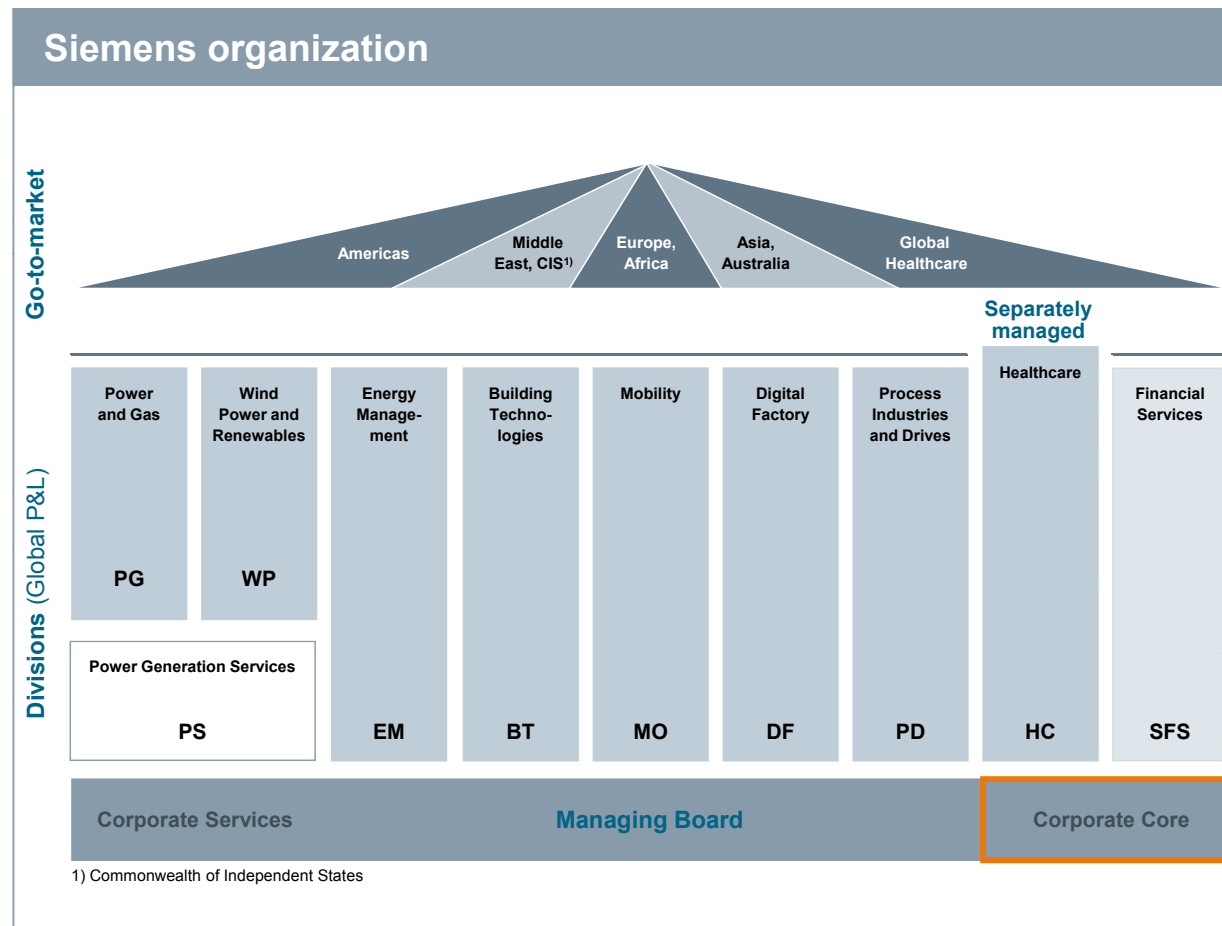 Siemens organization
Go-to-market
Americas
Middle
East, CIS1)
Europe,
Africa
Asia,
Australia
Global
Healthcare
Separately
managed
Divisions (Global P&L)
Power
and Gas
PG
Wind
Power and
Renewables
WP
Power Generation Services
PS
Energy
Manage-
ment
EM
Building
Techno-
logies
BT
Mobility
MO
Digital
Factory
DF
Process
Industries
and Drives
PD
Healthcare
HC
Financial
Services
SFS
Corporate Services
Managing Board
Corporate Core
1) Commonwealth of Independent States